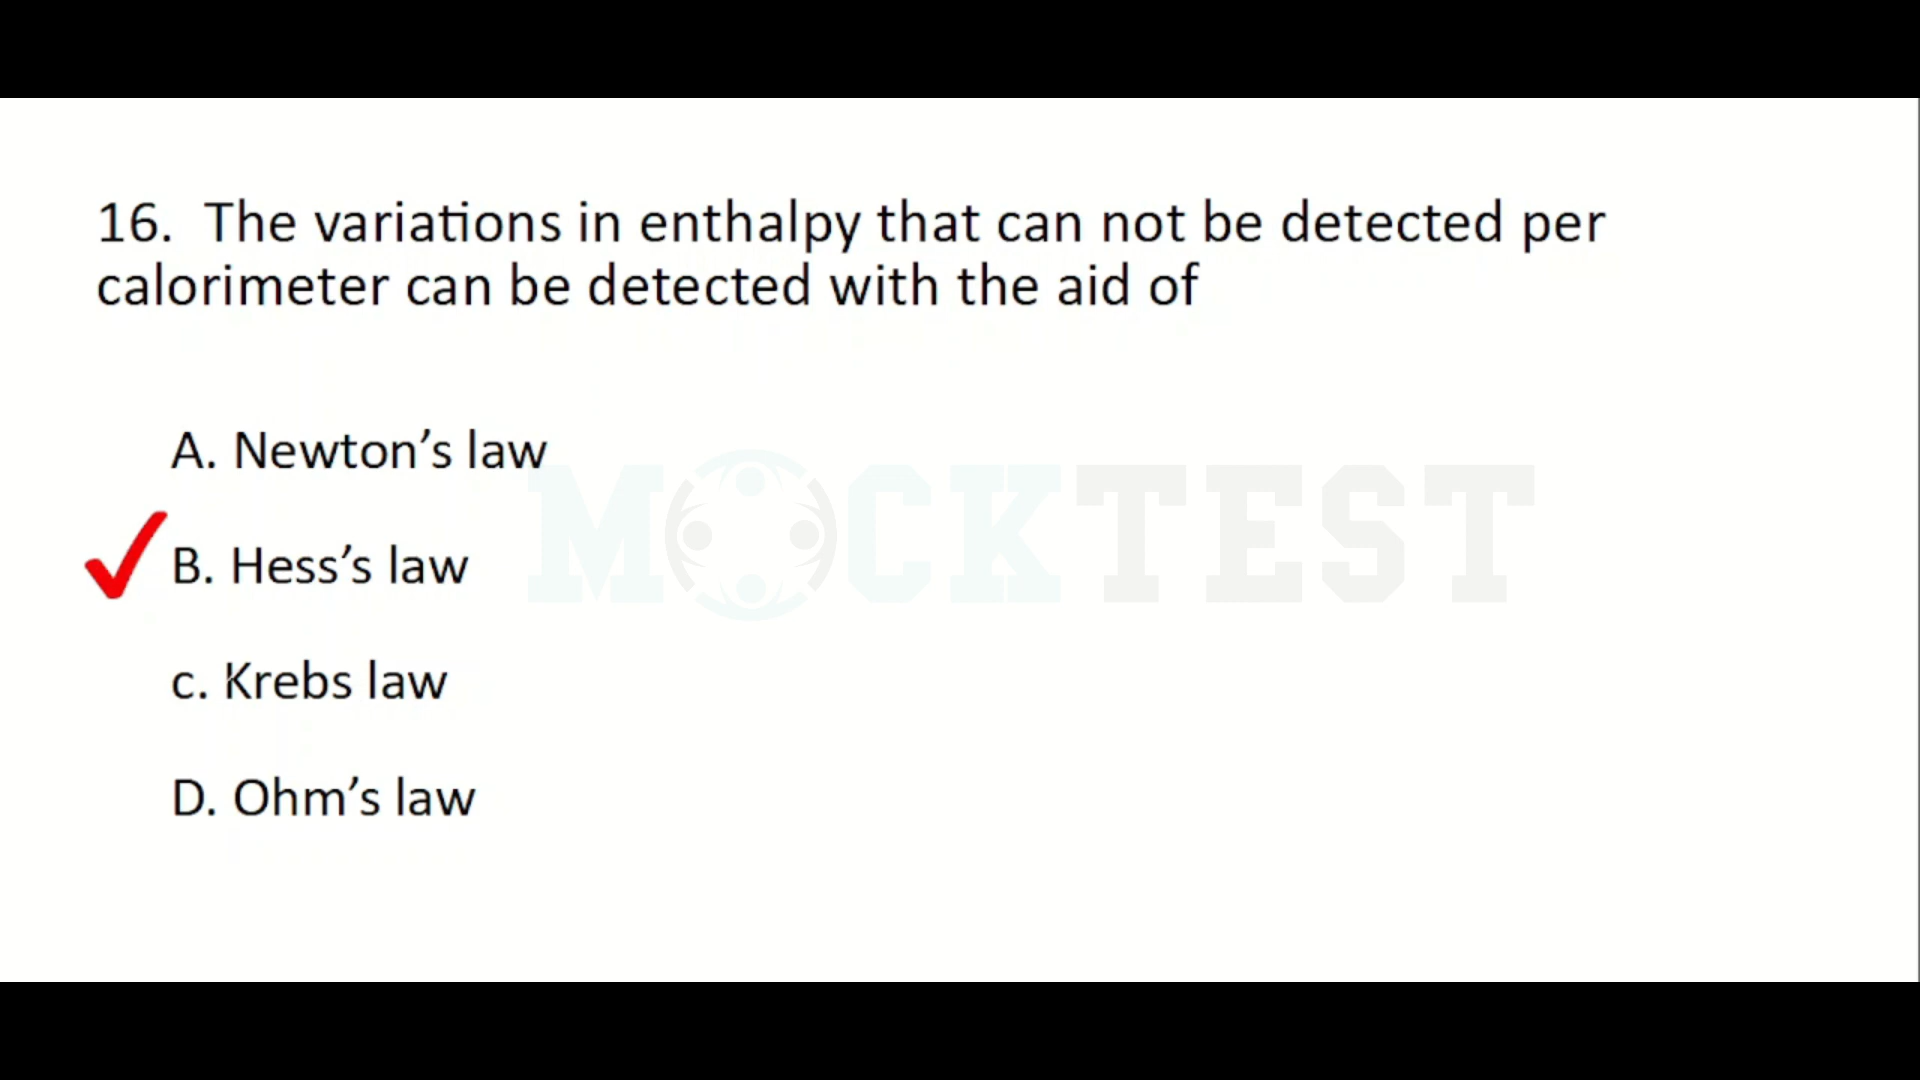 16. The variations in enthalpy that can not be detected per
calorimeter can be detected with the aid of
A. Newton’s law
MOCKTEST
B. Hess’s law
c. Krebs law
D. Ohm’s law